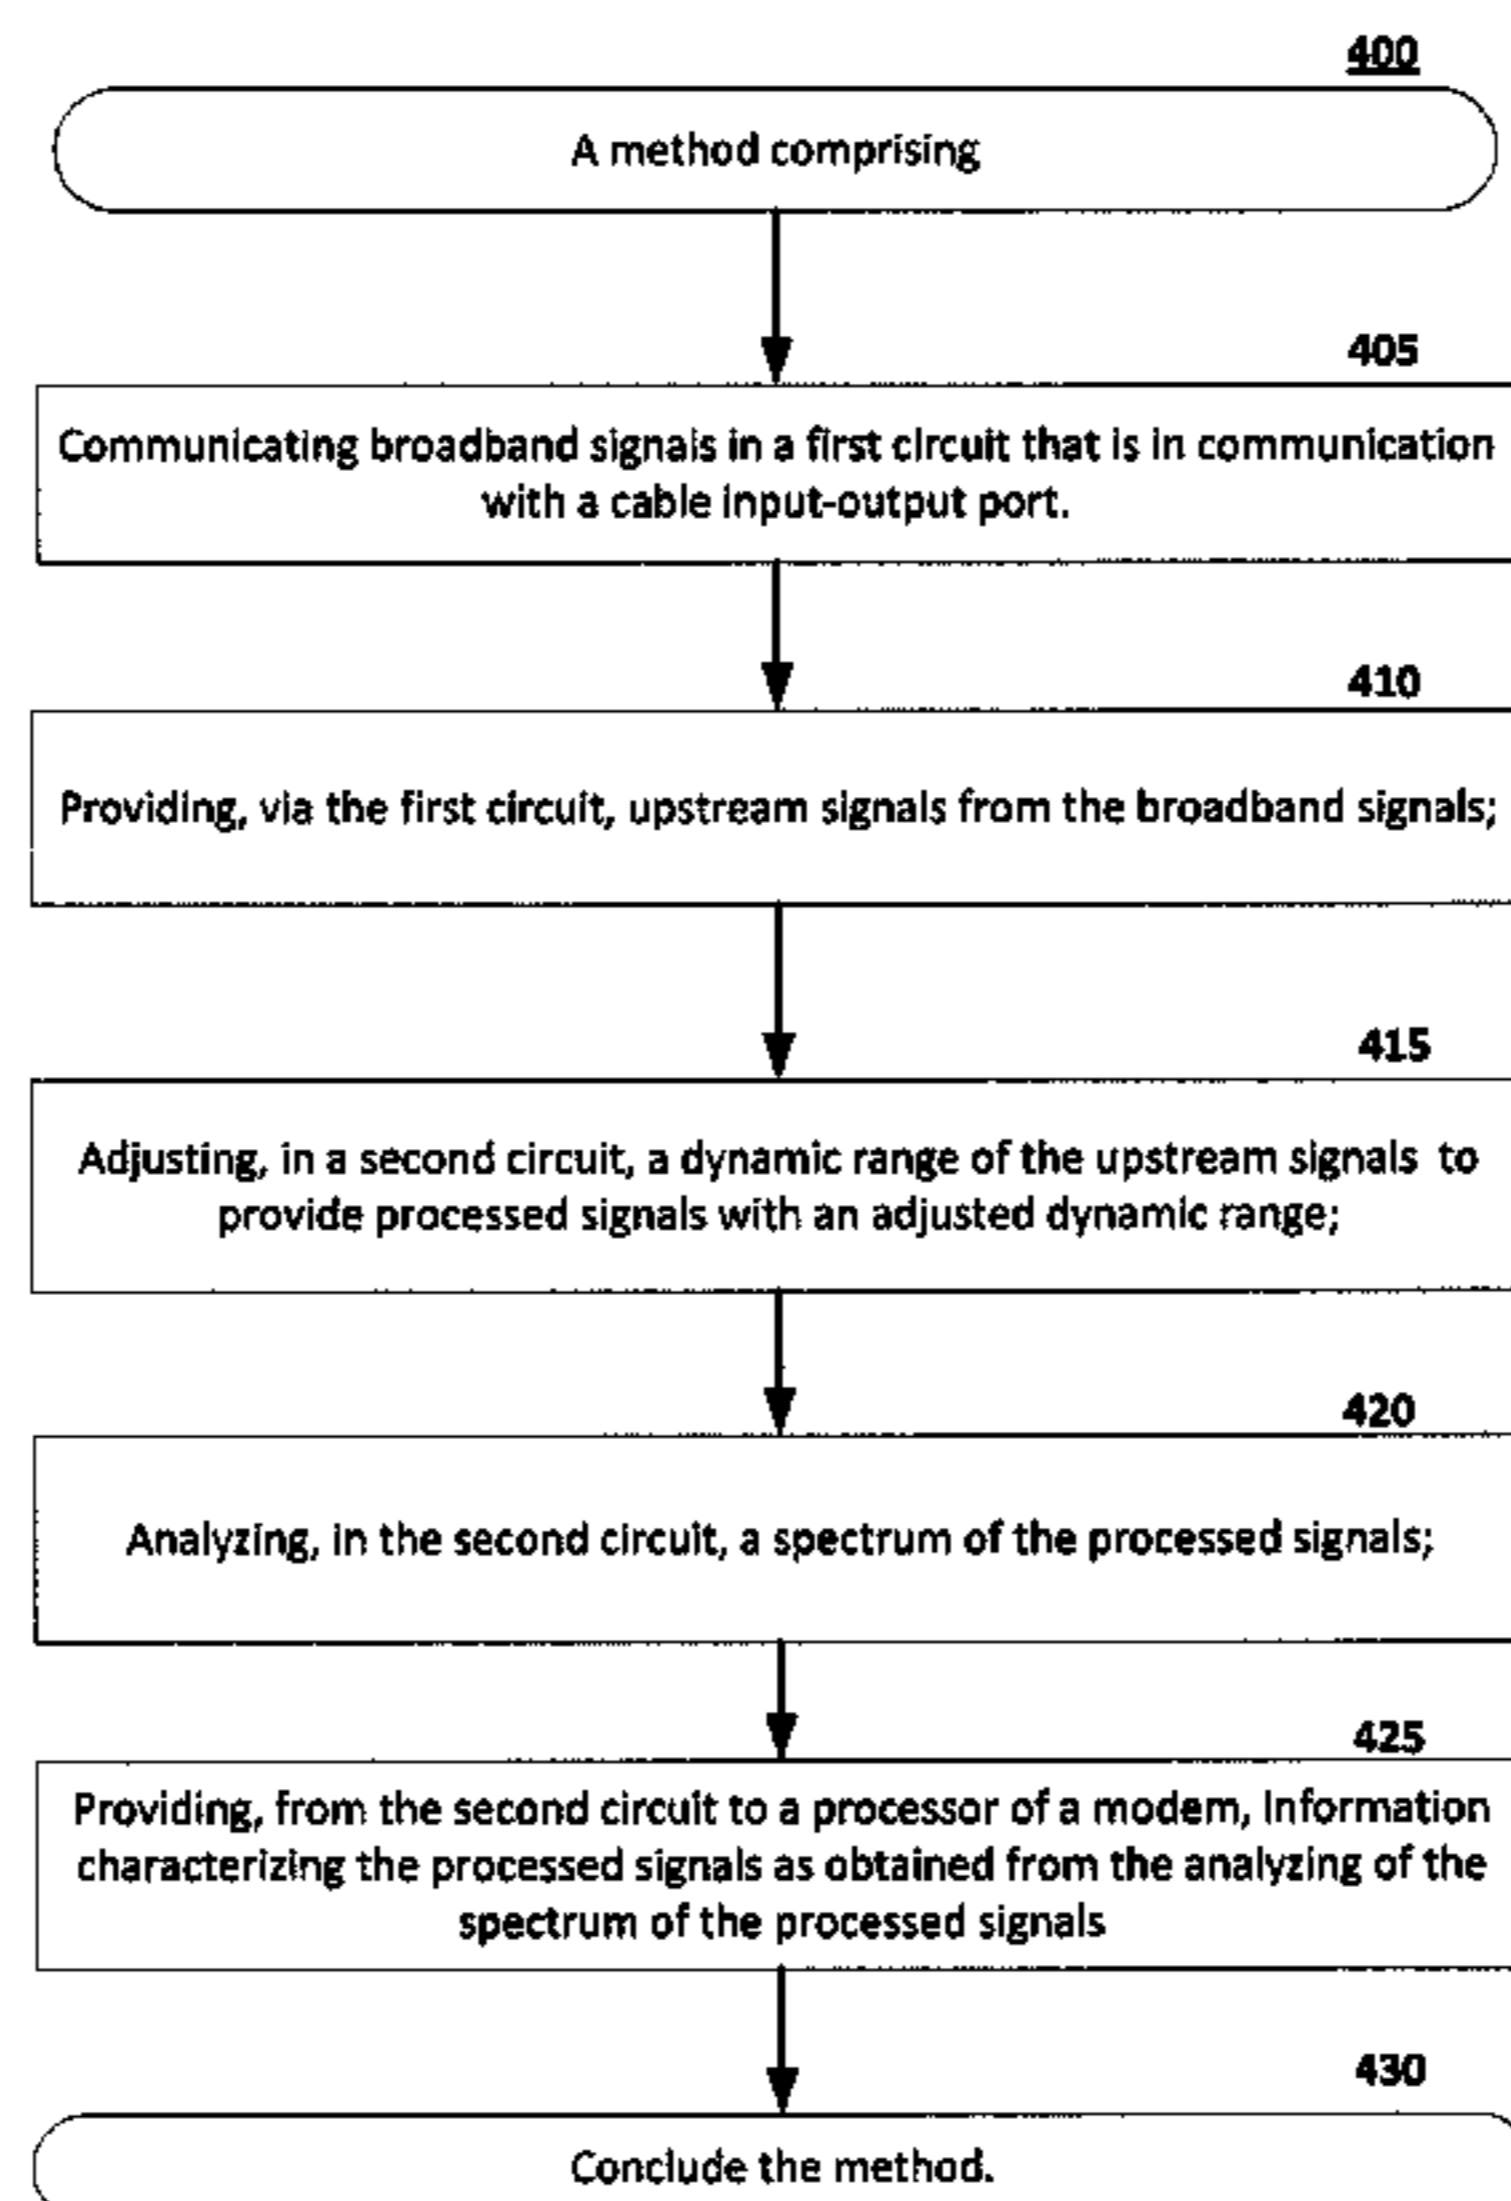 400
A method comprising
405
Communicating broadband signals in a first circuit that is in communication
with a cable input-output port.
410
Providing, via the first circuit, upstream signals from the broadband signals;
415
Adjusting, in a second circuit, a dynamic range of the upstream signals to
provide processed signals with an adjusted dynamic range;
420
Analyzing, in the second circuit, a spectrum of the processed signals;
425
Providing, from the second circuit to a processor of a modem, information
characterizing the processed signals as obtained from the analyzing of the
spectrum of the processed signals
430
Conclude the method.